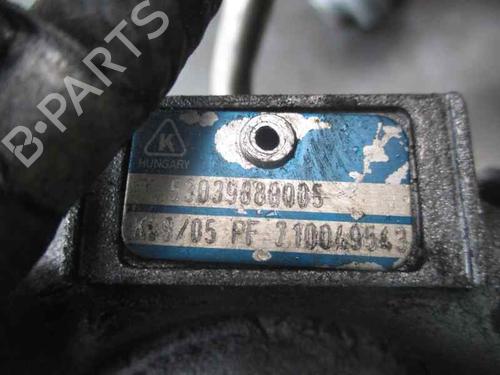 B-PARTS
K
HUNGARY
53039880005
/05 PF 710049543